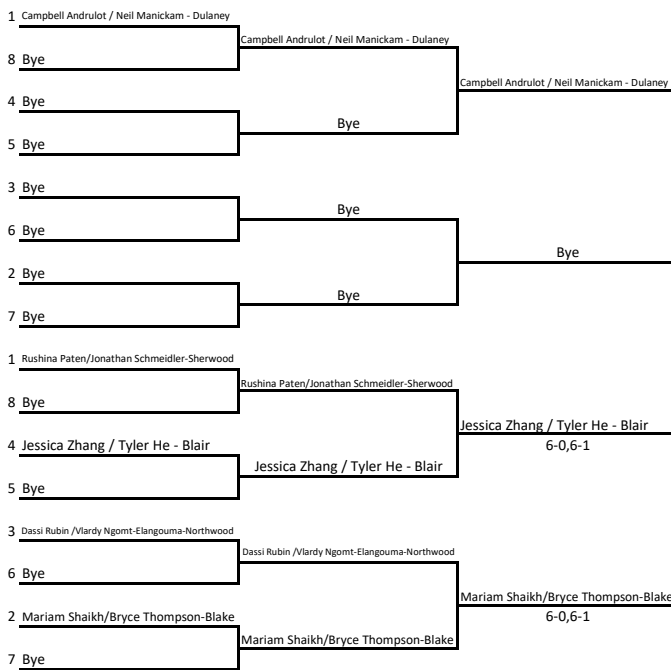 1 Campbell Andrulot / Neil Manickam - Dulaney
Campbell Andrulot / Neil Manickam - Dulaney
8 Bye
Campbell Andrulot / Neil Manickam - Dulaney
4 Bye
Bye
5 Bye
3 Bye
Bye
6 Bye
Bye
2 Bye
Bye
7 Bye
1 Rushina Paten/Jonathan Schmeidler-Sherwood
Rushina Paten/Jonathan Schmeidler-Sherwood
8 Bye
Jessica Zhang / Tyler He - Blair
4 Jessica Zhang / Tyler He - Blair
6-0,6-1
Jessica Zhang / Tyler He - Blair
5 Bye
3 Dassi Rubin /Vlardy Ngomt-Elangouma-Northwood
Dassi Rubin /Vlardy Ngomt-Elangouma-Northwood
6 Bye
Mariam Shaikh/Bryce Thompson-Blake
2 Mariam Shaikh/Bryce Thompson-Blake
6-0,6-1
Mariam Shaikh/Bryce Thompson-Blake
7 Bye